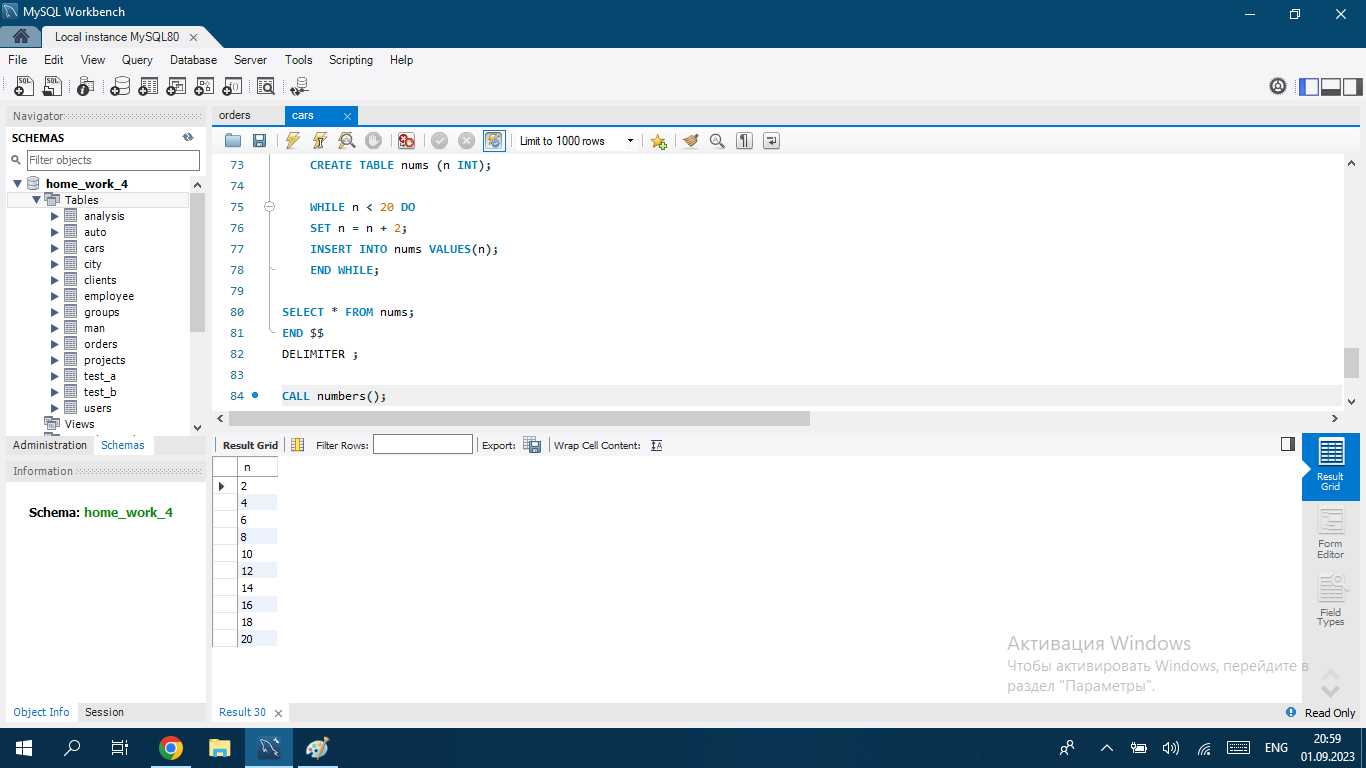 MySQL Workbench
Local instance MySQL80
File Edit View Query Database Server Tools Scripting Help
Navigator
SCHEMAS
Filter objects
home_work_4
Tables
analysis
auto
cars
city
clients
employee
groups
man
orders
projects
test_a
test_b
users
Views
Administration Schemas
Information
Schema: home_work_4
Object Info Session
orders cars
Limit to 1000 rows
73 CREATE TABLE nums (n INT);
74
75 WHILE n < 20 DO
76 SET n = n + 2;
77 INSERT INTO nums VALUES(n);
78 END WHILE;
79
80 SELECT * FROM nums;
81 END $$
82 DELIMITER ;
83
84 CALL numbers();
Result Grid Filter Rows: Export: Wrap Cell Content:
n
2
4
6
8
10
12
14
16
18
20
Result
Grid
Form
Editor
Field
Types
Активация Windows
Чтобы активировать Windows, перейдите в
раздел "Параметры".
Result 30
Read Only
ENG
20:59
01.09.2023